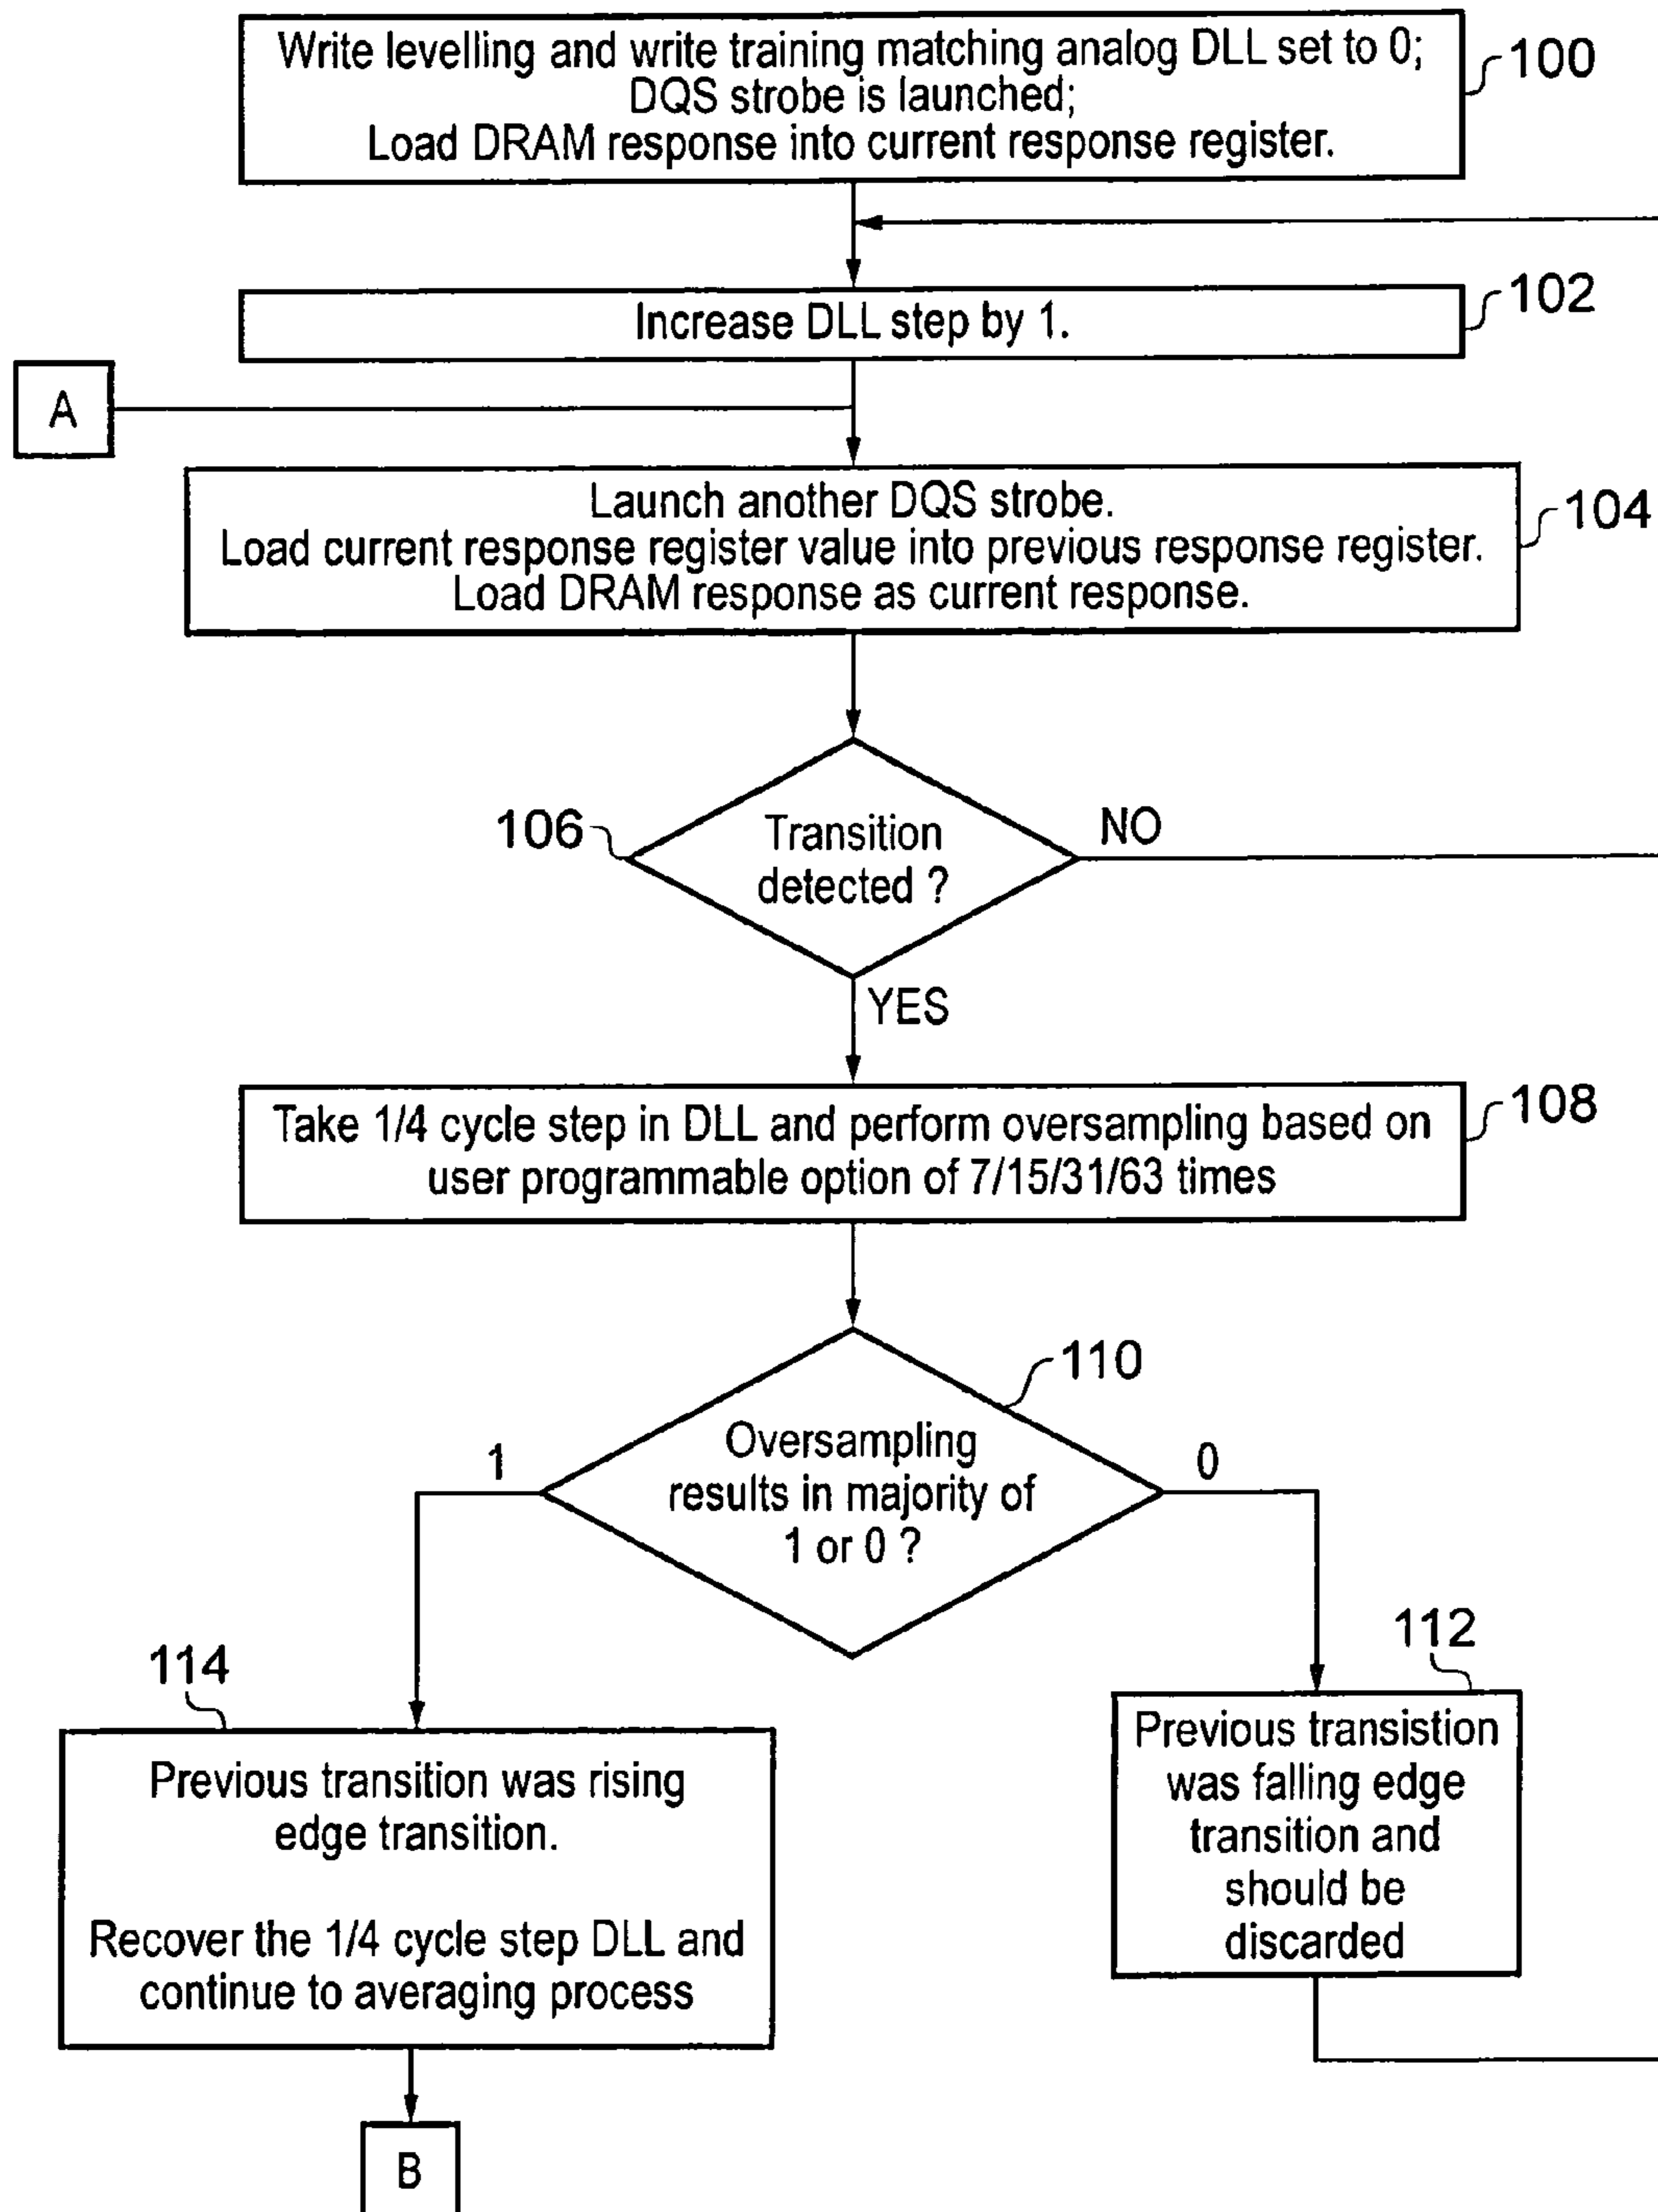 Write levelling and write training matching analog DLL set to 0;
DQS strobe is launched;
Load DRAM response into current response register.
100
Increase DLL step by 1.
102
A
Launch another DQS strobe.
Load current response register value into previous response register.
Load DRAM response as current response.
104
106
Transition
detected ?
NO
YES
Take 1/4 cycle step in DLL and perform oversampling based on
user programmable option of 7/15/31/63 times
108
110
Oversampling
results in majority of
1 or 0 ?
1
0
114
Previous transition was rising
edge transition.
Recover the 1/4 cycle step DLL and
continue to averaging process
112
Previous transistion
was falling edge
transition and
should be
discarded
B